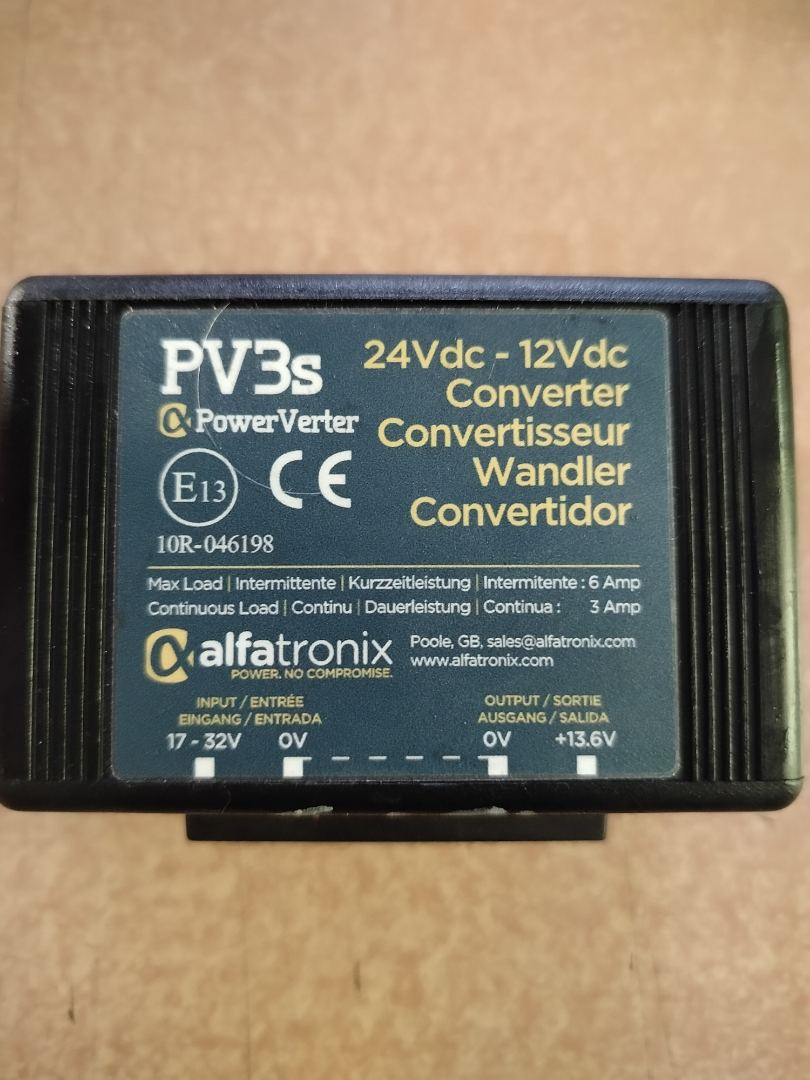 PV3s
PowerVerter
24Vdc - 12Vdc
Converter
Convertisseur
Wandler
Convertidor
E13
CE
10R-046198
Max Load | Intermittente | Kurzzeitleistung | Intermitente : 6 Amp
Continuous Load | Continu | Dauerleistung | Continua : 3 Amp
alfatronix
POWER. NO COMPROMISE.
Poole, GB, sales@alfatronix.com
www.alfatronix.com
INPUT / ENTRÉE
EINGANG / ENTRADA
OUTPUT / SORTIE
AUSGANG / SALIDA
17 - 32V 0V 0V +13.6V